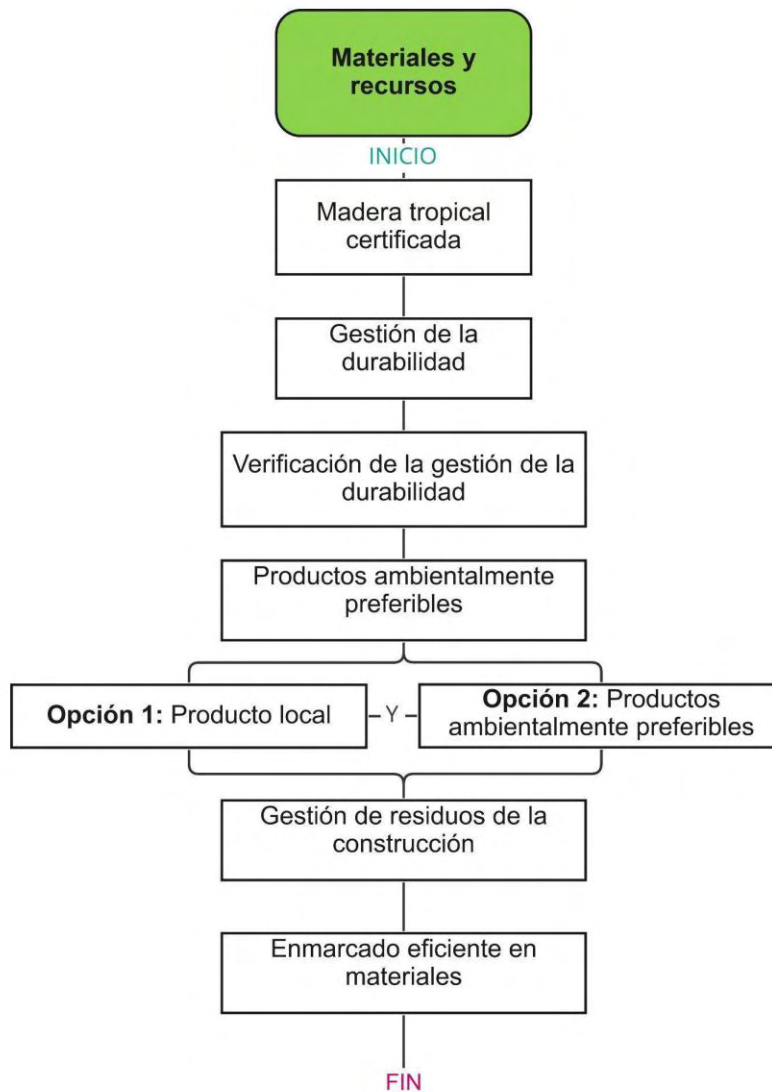 Materiales y
recursos
INICIO
Madera tropical
certificada
Gestión de la
durabilidad
Verificación de la gestión de la
durabilidad
Productos ambientalmente
preferibles
Opción 1: Producto local
Y
Opción 2: Productos
ambientalmente preferibles
Gestión de residuos de la
construcción
Enmarcado eficiente en
materiales
FIN